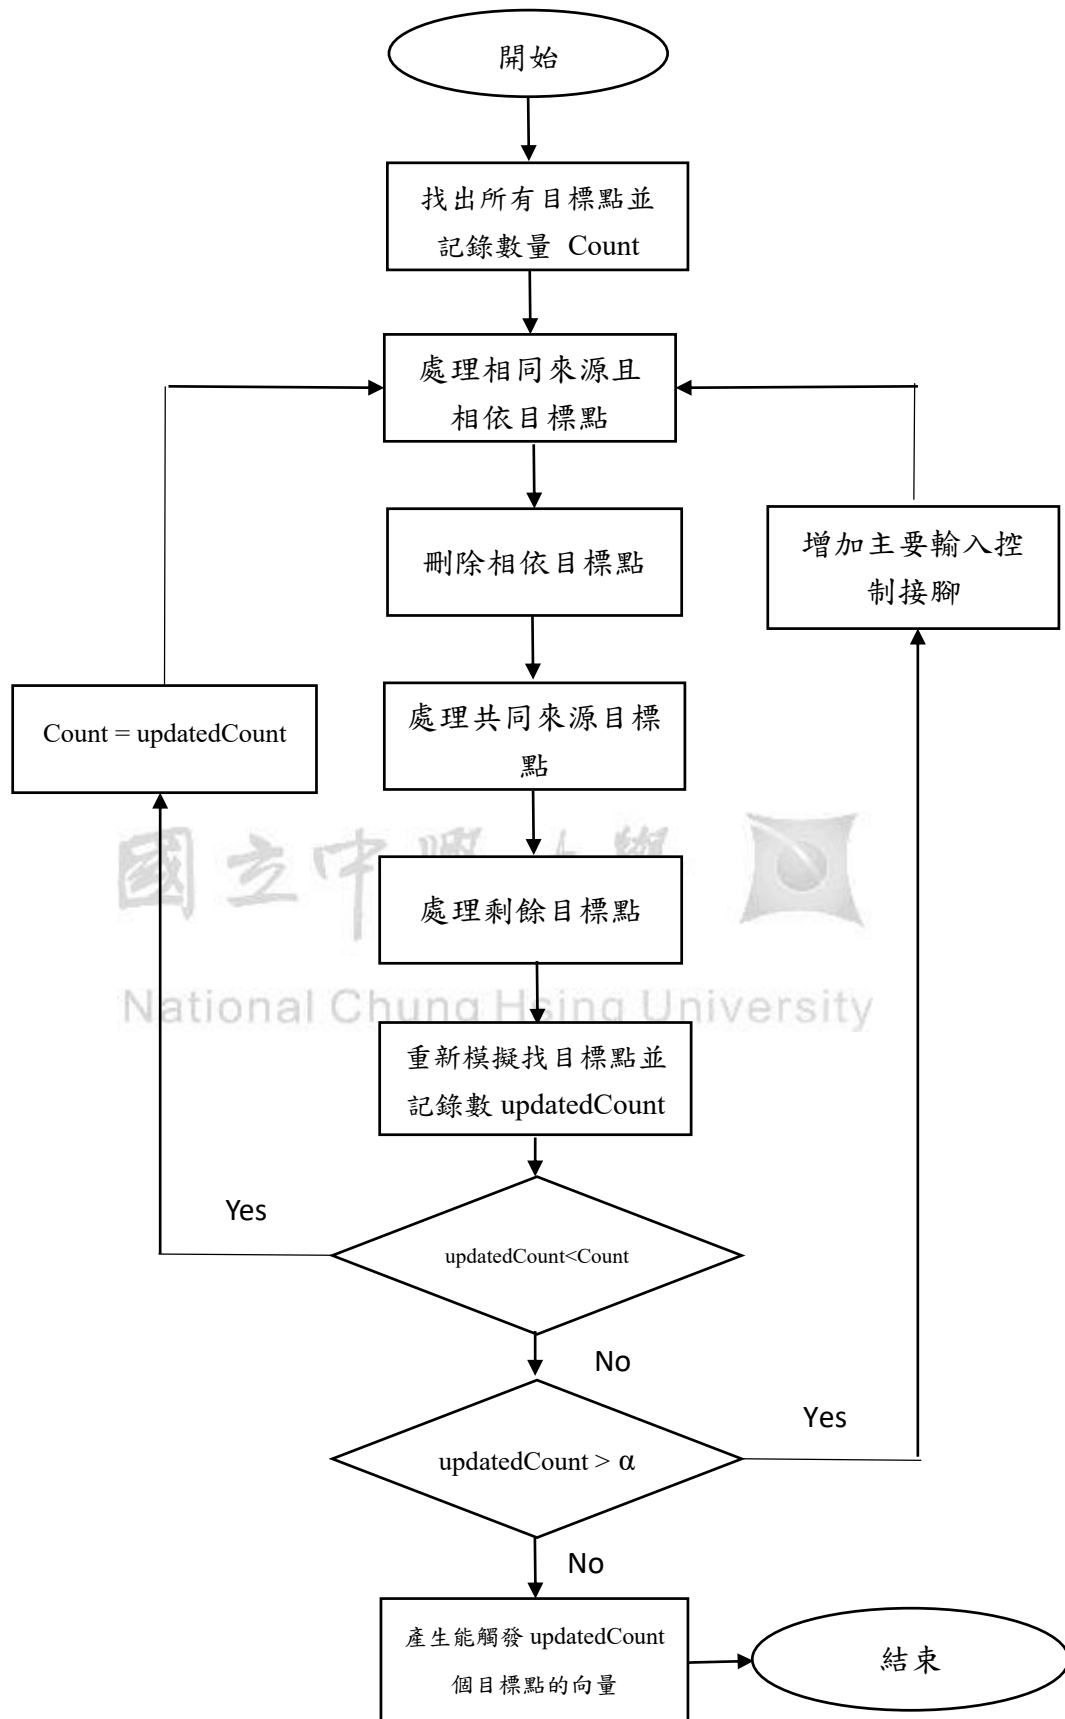 開始
找出所有目標點並
記錄數量 Count
處理相同來源且
相依目標點
刪除相依目標點
增加主要輸入控
制接腳
處理共同來源目標
點
Count = updatedCount
國立中興大學
處理剩餘目標點
National Chung Hsing University
重新模擬找目標點並
記錄數 updatedCount
Yes
updatedCount<Count
No
Yes
updatedCount > α
No
產生能觸發 updatedCount
個目標點的向量
結束